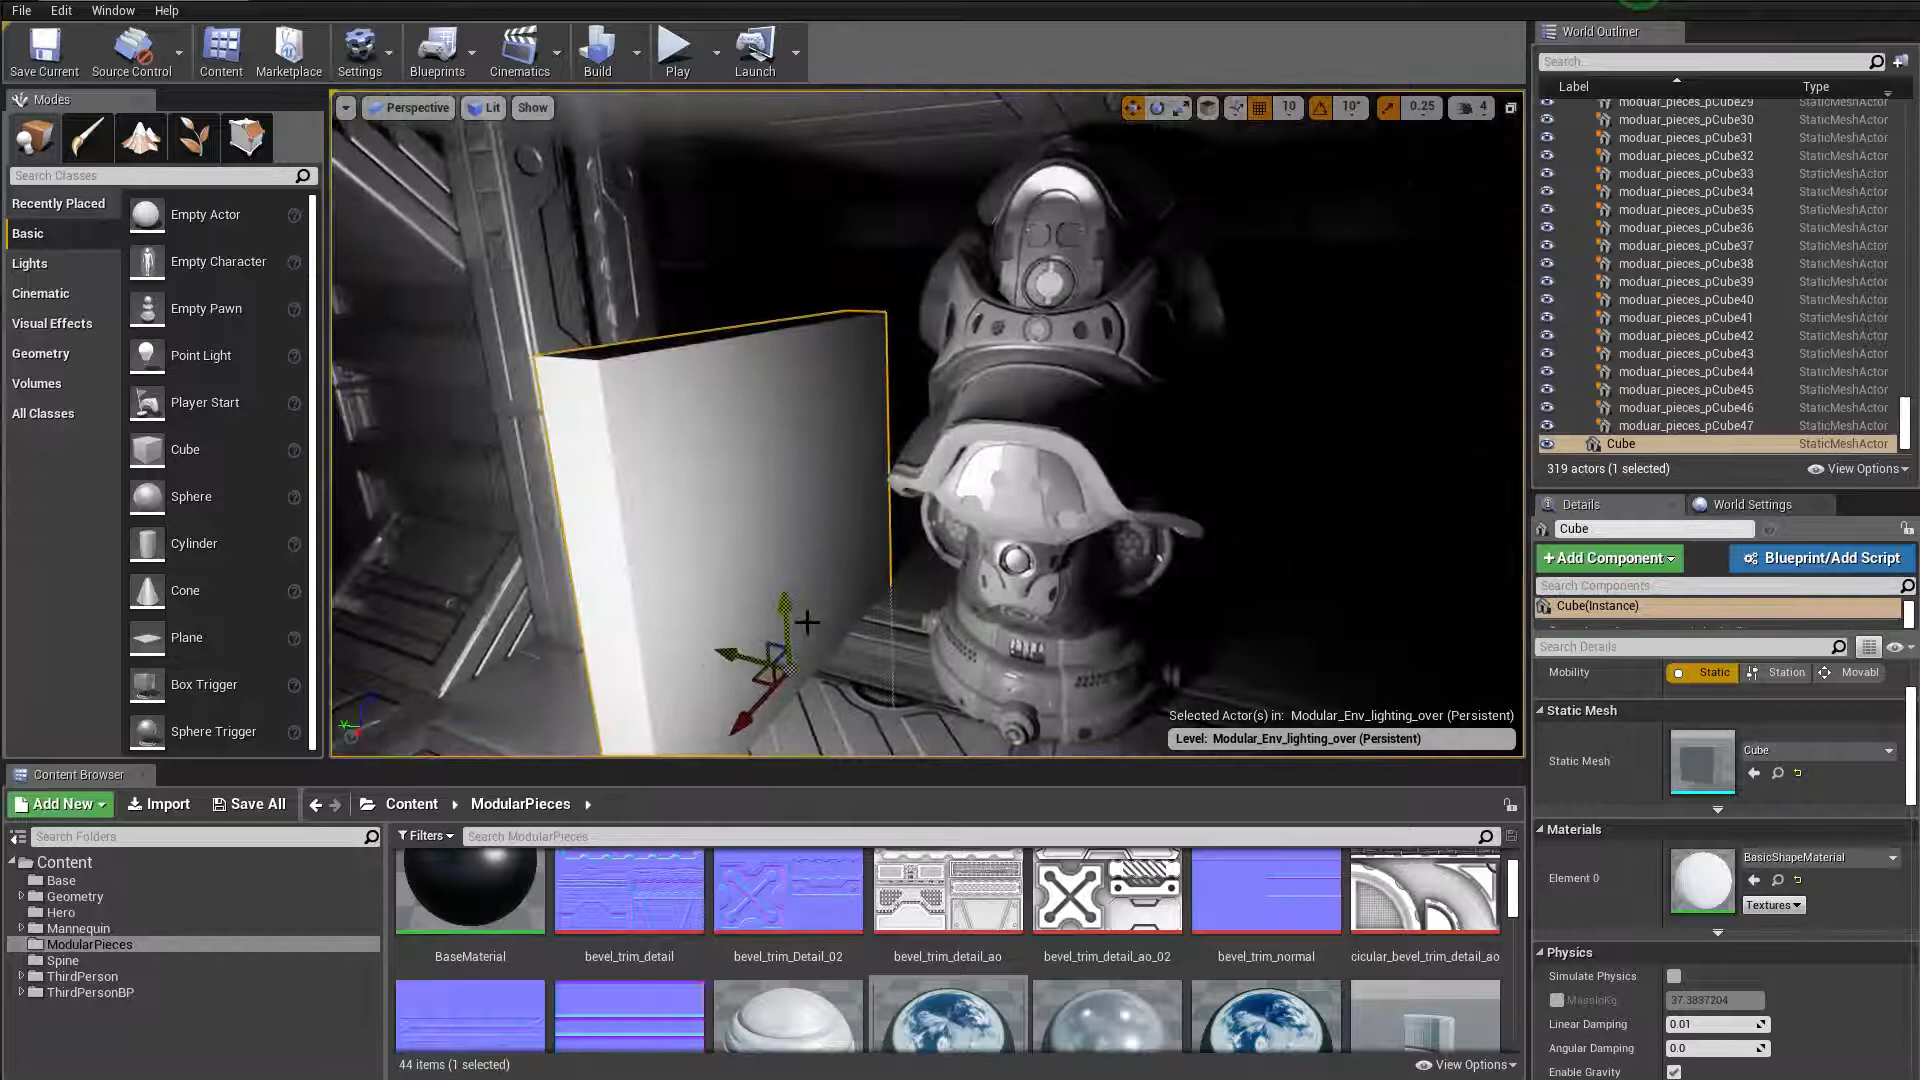 File Edit Window Help
Save Current Source Control Content Marketplace Settings Blueprints Cinematics Build Play Launch
Modes
Search Classes
Recently Placed
Basic
Lights
Cinematic
Visual Effects
Geometry
Volumes
All Classes
Empty Actor
Empty Character
Empty Pawn
Point Light
Player Start
Cube
Sphere
Cylinder
Cone
Plane
Box Trigger
Sphere Trigger
Perspective Lit Show
10 10° 0.25 4
Selected Actor(s) in: Modular_Env_lighting_over (Persistent)
Level: Modular_Env_lighting_over (Persistent)
World Outliner
Search...
Label Type
moduar_pieces_pCube29 StaticMeshActor
moduar_pieces_pCube30 StaticMeshActor
moduar_pieces_pCube31 StaticMeshActor
moduar_pieces_pCube32 StaticMeshActor
moduar_pieces_pCube33 StaticMeshActor
moduar_pieces_pCube34 StaticMeshActor
moduar_pieces_pCube35 StaticMeshActor
moduar_pieces_pCube36 StaticMeshActor
moduar_pieces_pCube37 StaticMeshActor
moduar_pieces_pCube38 StaticMeshActor
moduar_pieces_pCube39 StaticMeshActor
moduar_pieces_pCube40 StaticMeshActor
moduar_pieces_pCube41 StaticMeshActor
moduar_pieces_pCube42 StaticMeshActor
moduar_pieces_pCube43 StaticMeshActor
moduar_pieces_pCube44 StaticMeshActor
moduar_pieces_pCube45 StaticMeshActor
moduar_pieces_pCube46 StaticMeshActor
moduar_pieces_pCube47 StaticMeshActor
Cube StaticMeshActor
319 actors (1 selected) View Options
Details World Settings
Cube
+Add Component Blueprint/Add Script
Search Components
Cube(Instance)
Search Details
Mobility Static Station Movabl
Static Mesh
Static Mesh Cube
Materials
Element 0 BasicShapeMaterial
Textures
Physics
Simulate Physics
MassInKg 37.3837204
Linear Damping 0.01
Angular Damping 0.0
Enable Gravity
Content Browser
Add New Import Save All Content ModularPieces
Search Folders
Filters Search ModularPieces
Content
Base
Geometry
Hero
Mannequin
ModularPieces
Spine
ThirdPerson
ThirdPersonBP
BaseMaterial bevel_trim_detail bevel_trim_Detail_02 bevel_trim_detail_ao bevel_trim_detail_ao_02 bevel_trim_normal cicular_bevel_trim_detail_ao
44 items (1 selected) View Options